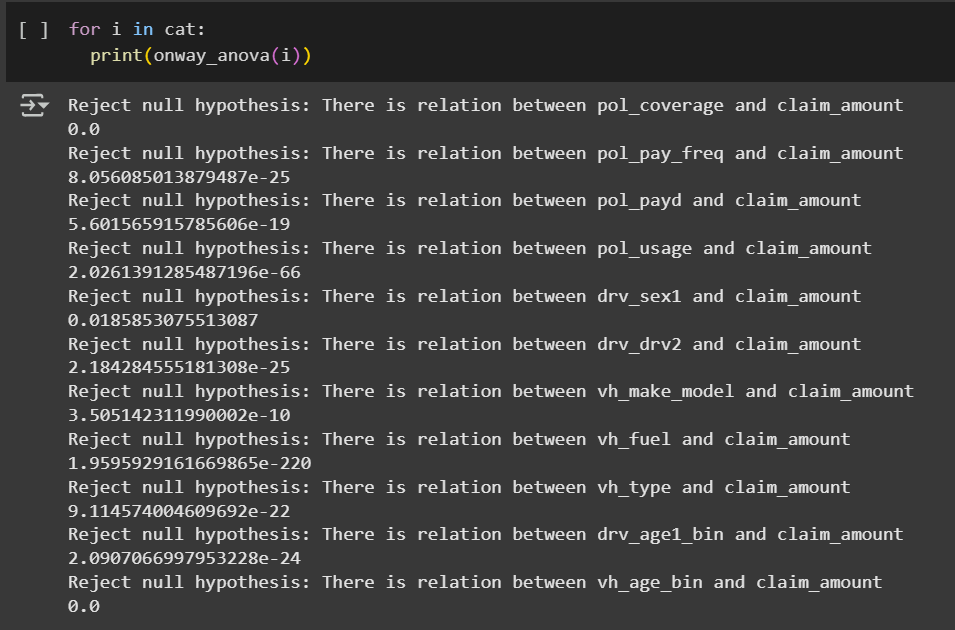 [ ] for i in cat:
print(onway_anova(i))
Reject null hypothesis: There is relation between pol_coverage and claim_amount
0.0
Reject null hypothesis: There is relation between pol_pay_freq and claim_amount
8.056085013879487e-25
Reject null hypothesis: There is relation between pol_payd and claim_amount
5.601565915785606e-19
Reject null hypothesis: There is relation between pol_usage and claim_amount
2.0261391285487196e-66
Reject null hypothesis: There is relation between drv_sex1 and claim_amount
0.0185853075513087
Reject null hypothesis: There is relation between drv_drv2 and claim_amount
2.184284555181308e-25
Reject null hypothesis: There is relation between vh_make_model and claim_amount
3.505142311990002e-10
Reject null hypothesis: There is relation between vh_fuel and claim_amount
1.9595929161669865e-220
Reject null hypothesis: There is relation between vh_type and claim_amount
9.114574004609692e-22
Reject null hypothesis: There is relation between drv_age1_bin and claim_amount
2.0907066997953228e-24
Reject null hypothesis: There is relation between vh_age_bin and claim_amount
0.0